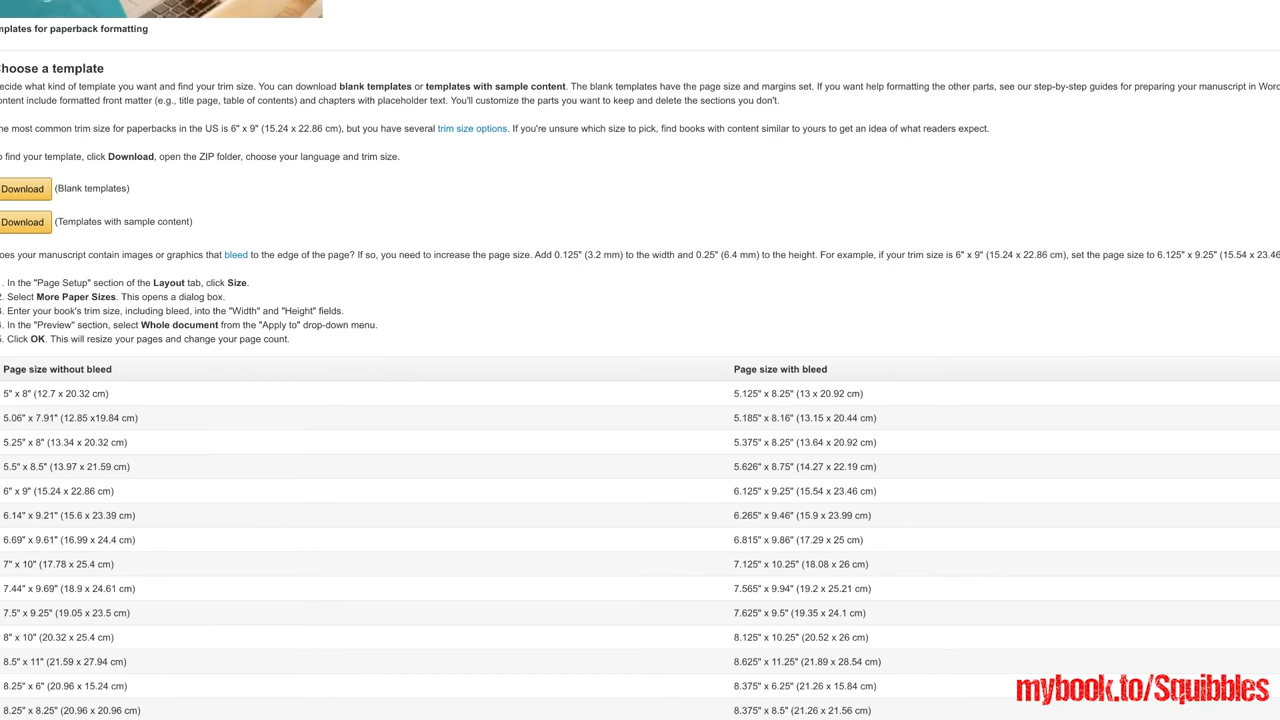 mplates for paperback formatting
hoose a template
ecide what kind of template you want and find your trim size. You can download blank templates or templates with sample content. The blank templates have the page size and margins set. If you want help formatting the other parts, see our step-by-step guides for preparing your manuscript in Wor
ontent include formatted front matter (e.g., title page, table of contents) and chapters with placeholder text. You'll customize the parts you want to keep and delete the sections you don't.
he most common trim size for paperbacks in the US is 6" x 9" (15.24 x 22.86 cm), but you have several trim size options. If you're unsure which size to pick, find books with content similar to yours to get an idea of what readers expect.
o find your template, click Download, open the ZIP folder, choose your language and trim size.
Download (Blank templates)
Download (Templates with sample content)
oes your manuscript contain images or graphics that bleed to the edge of the page? If so, you need to increase the page size. Add 0.125" (3.2 mm) to the width and 0.25" (6.4 mm) to the height. For example, if your trim size is 6" x 9" (15.24 x 22.86 cm), set the page size to 6.125" x 9.25" (15.54 x 23.46
. In the "Page Setup" section of the Layout tab, click Size.
2. Select More Paper Sizes. This opens a dialog box.
3. Enter your book's trim size, including bleed, into the "Width" and "Height" fields.
4. In the "Preview" section, select Whole document from the "Apply to" drop-down menu.
5. Click OK. This will resize your pages and change your page count.
Page size without bleed Page size with bleed
5" x 8" (12.7 x 20.32 cm) 5.125" x 8.25" (13 x 20.92 cm)
5.06" x 7.91" (12.85 x19.84 cm) 5.185" x 8.16" (13.15 x 20.44 cm)
5.25" x 8" (13.34 x 20.32 cm) 5.375" x 8.25" (13.64 x 20.92 cm)
5.5" x 8.5" (13.97 x 21.59 cm) 5.626" x 8.75" (14.27 x 22.19 cm)
6" x 9" (15.24 x 22.86 cm) 6.125" x 9.25" (15.54 x 23.46 cm)
6.14" x 9.21" (15.6 x 23.39 cm) 6.265" x 9.46" (15.9 x 23.99 cm)
6.69" x 9.61" (16.99 x 24.4 cm) 6.815" x 9.86" (17.29 x 25 cm)
7" x 10" (17.78 x 25.4 cm) 7.125" x 10.25" (18.08 x 26 cm)
7.44" x 9.69" (18.9 x 24.61 cm) 7.565" x 9.94" (19.2 x 25.21 cm)
7.5" x 9.25" (19.05 x 23.5 cm) 7.625" x 9.5" (19.35 x 24.1 cm)
8" x 10" (20.32 x 25.4 cm) 8.125" x 10.25" (20.52 x 26 cm)
8.5" x 11" (21.59 x 27.94 cm) 8.625" x 11.25" (21.89 x 28.54 cm)
8.25" x 6" (20.96 x 15.24 cm) 8.375" x 6.25" (21.26 x 15.84 cm)
8.25" x 8.25" (20.96 x 20.96 cm) 8.375" x 8.5" (21.26 x 21.56 cm)
mybook.to/Squibbles